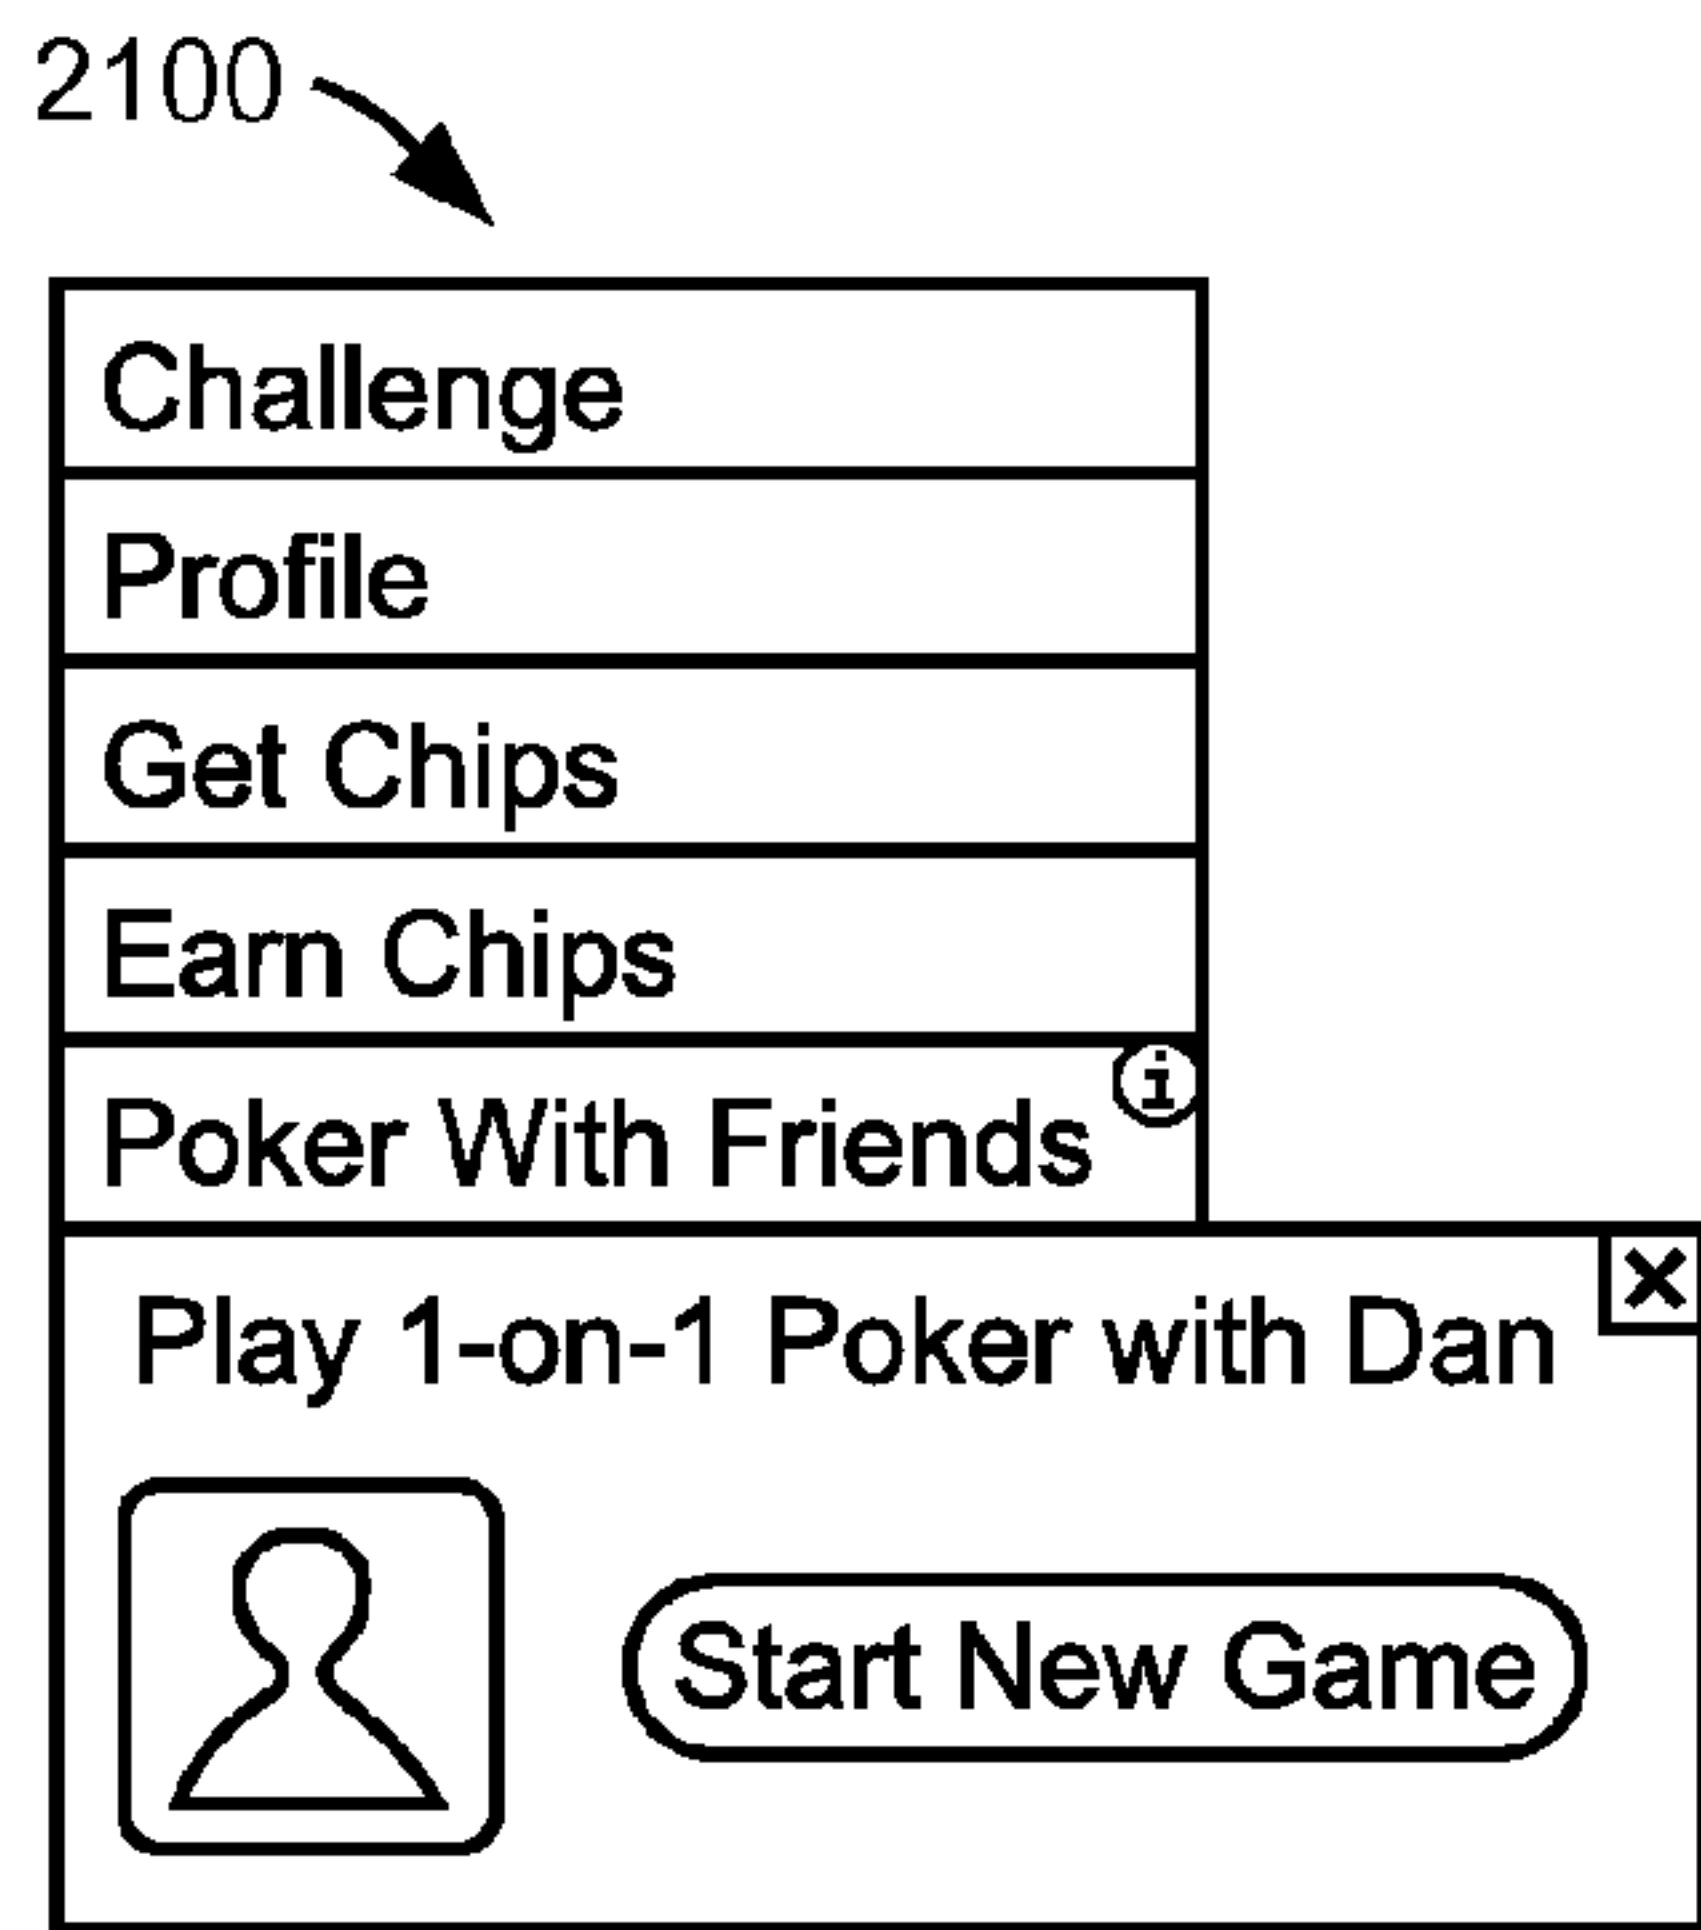 2100
Challenge
Profile
Get Chips
Earn Chips
i
Poker With Friends
Play 1-on-1 Poker with Dan
Start New Game